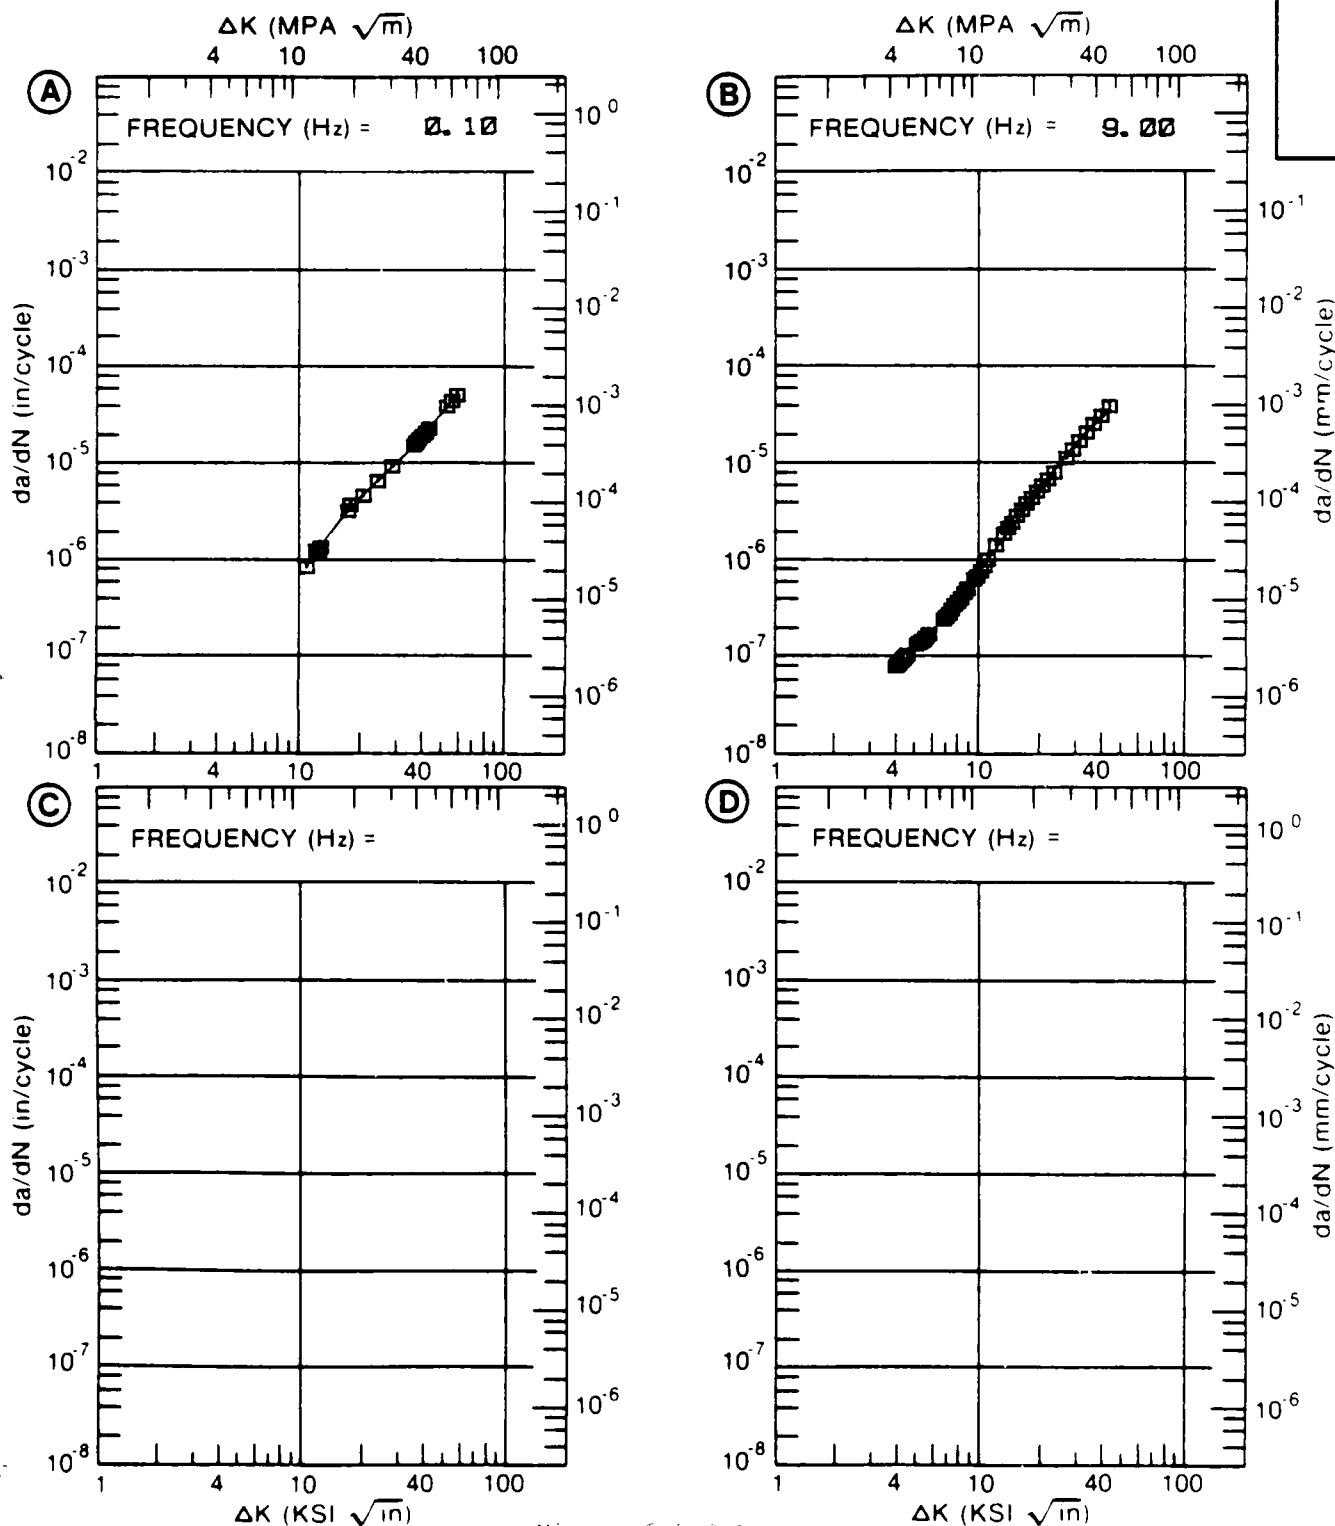 ΔK (MPA √m) ΔK (MPA √m)
4 10 40 100 4 10 40 100
A B
FREQUENCY (Hz) = 0.10 FREQUENCY (Hz) = 9.00
10^0
10^-2 10^-2
10^-1 10^-1
10^-3 10^-3
10^-2 10^-2
da/dN (in/cycle) da/dN (mm/cycle)
10^-4 10^-4
10^-3 10^-3
10^-5 10^-5
10^-4 10^-4
10^-6 10^-6
10^-5 10^-5
10^-7 10^-7
10^-6 10^-6
10^-8 10^-8
1 4 10 40 100 1 4 10 40 100
C D
10^0 10^0
FREQUENCY (Hz) = FREQUENCY (Hz) =
10^-2 10^-2
10^-1 10^-1
10^-3 10^-3
10^-2 10^-2
da/dN (in/cycle) da/dN (mm/cycle)
10^-4 10^-4
10^-3 10^-3
10^-5 10^-5
10^-4 10^-4
10^-6 10^-6
10^-5 10^-5
10^-7 10^-7
10^-6 10^-6
10^-8 10^-8
1 4 10 40 100 1 4 10 40 100
ΔK (KSI √in) ΔK (KSI √in)